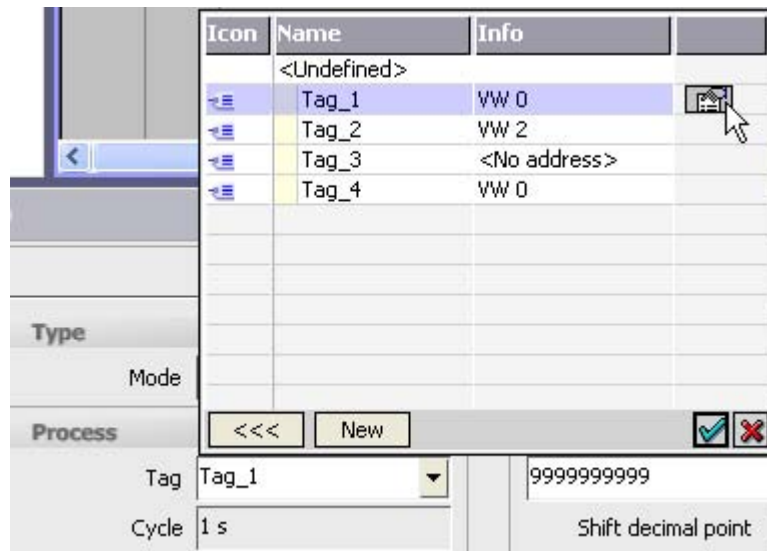 Icon Name Info
<Undefined>
Tag_1 VW 0
Tag_2 VW 2
Tag_3 <No address>
Tag_4 VW 0
Type
Mode
Process
<<< New
Tag Tag_1 9999999999
Cycle 1 s Shift decimal point